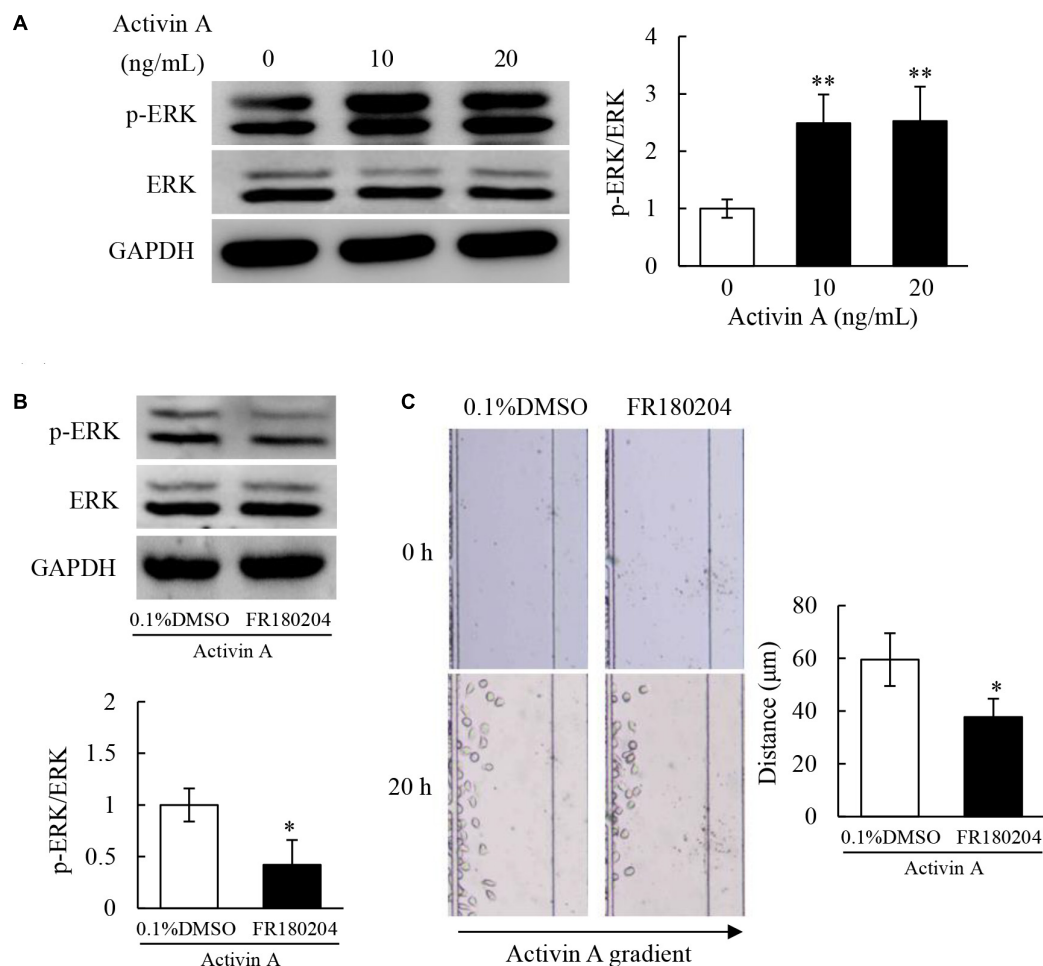 A
Activin A
(ng/mL) 0 10 20
p-ERK
ERK
GAPDH
p-ERK/ERK
4
3
2
1
0
** **
0 10 20
Activin A (ng/mL)
B
p-ERK
ERK
GAPDH
0.1%DMSO FR180204
Activin A
p-ERK/ERK
2
1.5
1
0.5
0
*
0.1%DMSO FR180204
Activin A
C
0.1%DMSO FR180204
0 h
20 h
Activin A gradient
Distance (μm)
80
60
40
20
0
*
0.1%DMSO FR180204
Activin A